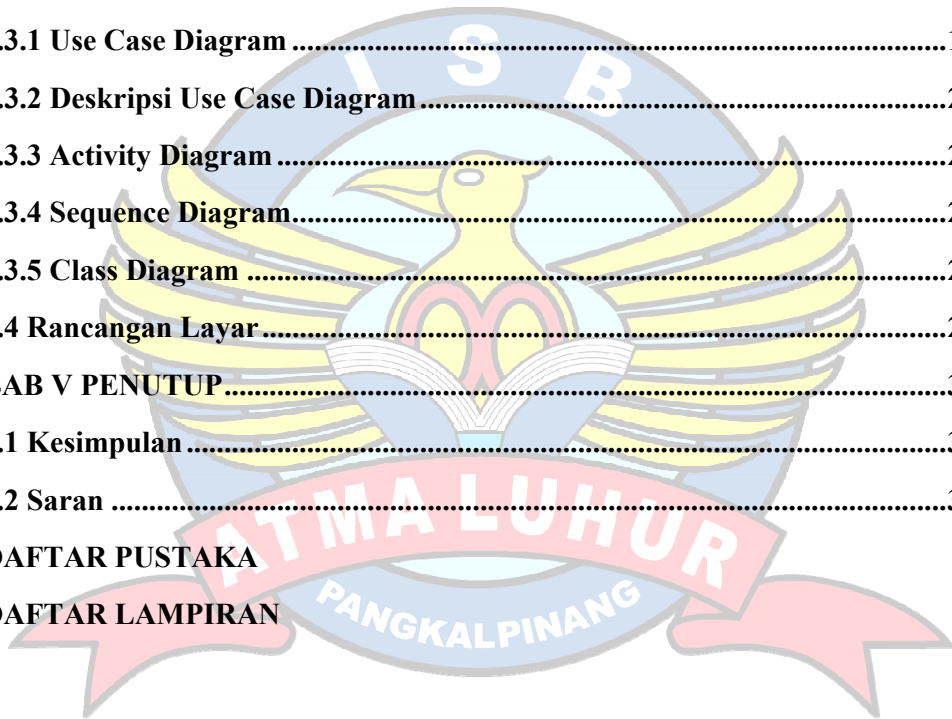 I S B
.3.1 Use Case Diagram ..........................................................................................
.3.2 Deskripsi Use Case Diagram ..........................................................................................
.3.3 Activity Diagram ..........................................................................................
.3.4 Sequence Diagram..........................................................................................
.3.5 Class Diagram ..........................................................................................
.4 Rancangan Layar..........................................................................................
BAB V PENUTUP..........................................................................................
.1 Kesimpulan ..........................................................................................
.2 Saran ..........................................................................................
ATMA LUHUR
DAFTAR PUSTAKA
DAFTAR LAMPIRAN
PANGKALPINANG